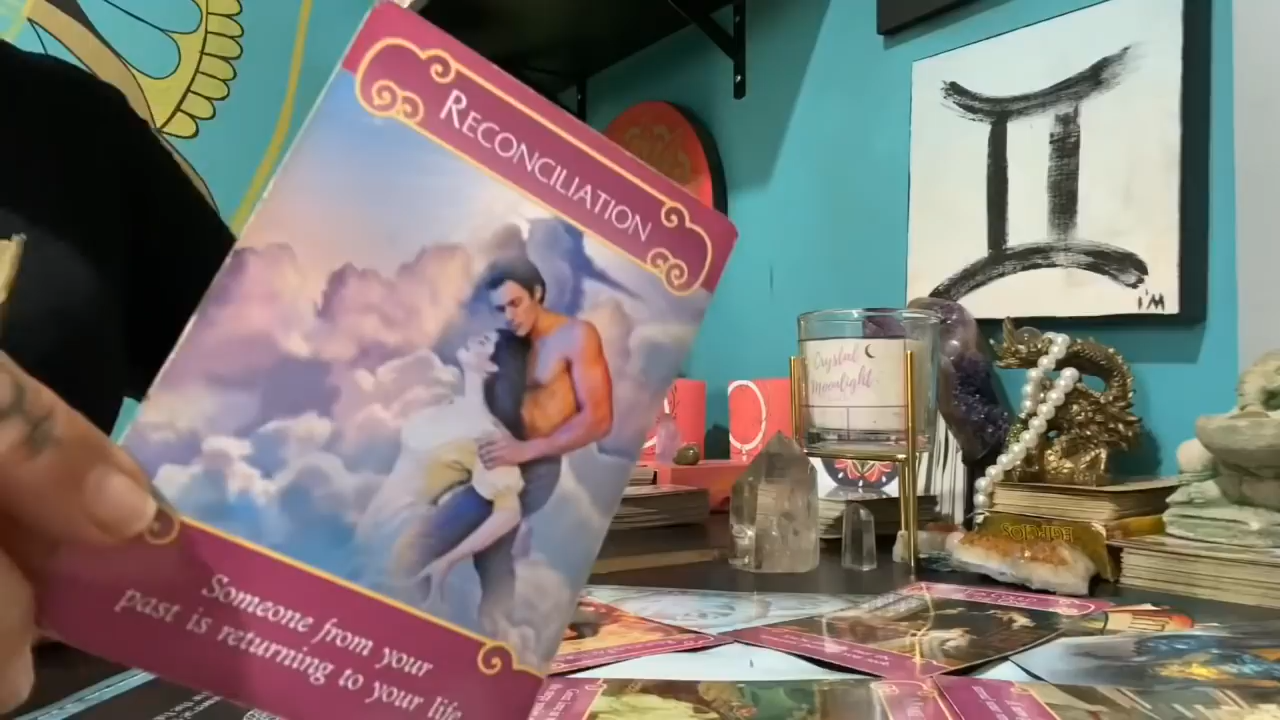 RECONCILIATION
Someone from your
past is returning to your life
Crystal
Moonlight
I'M